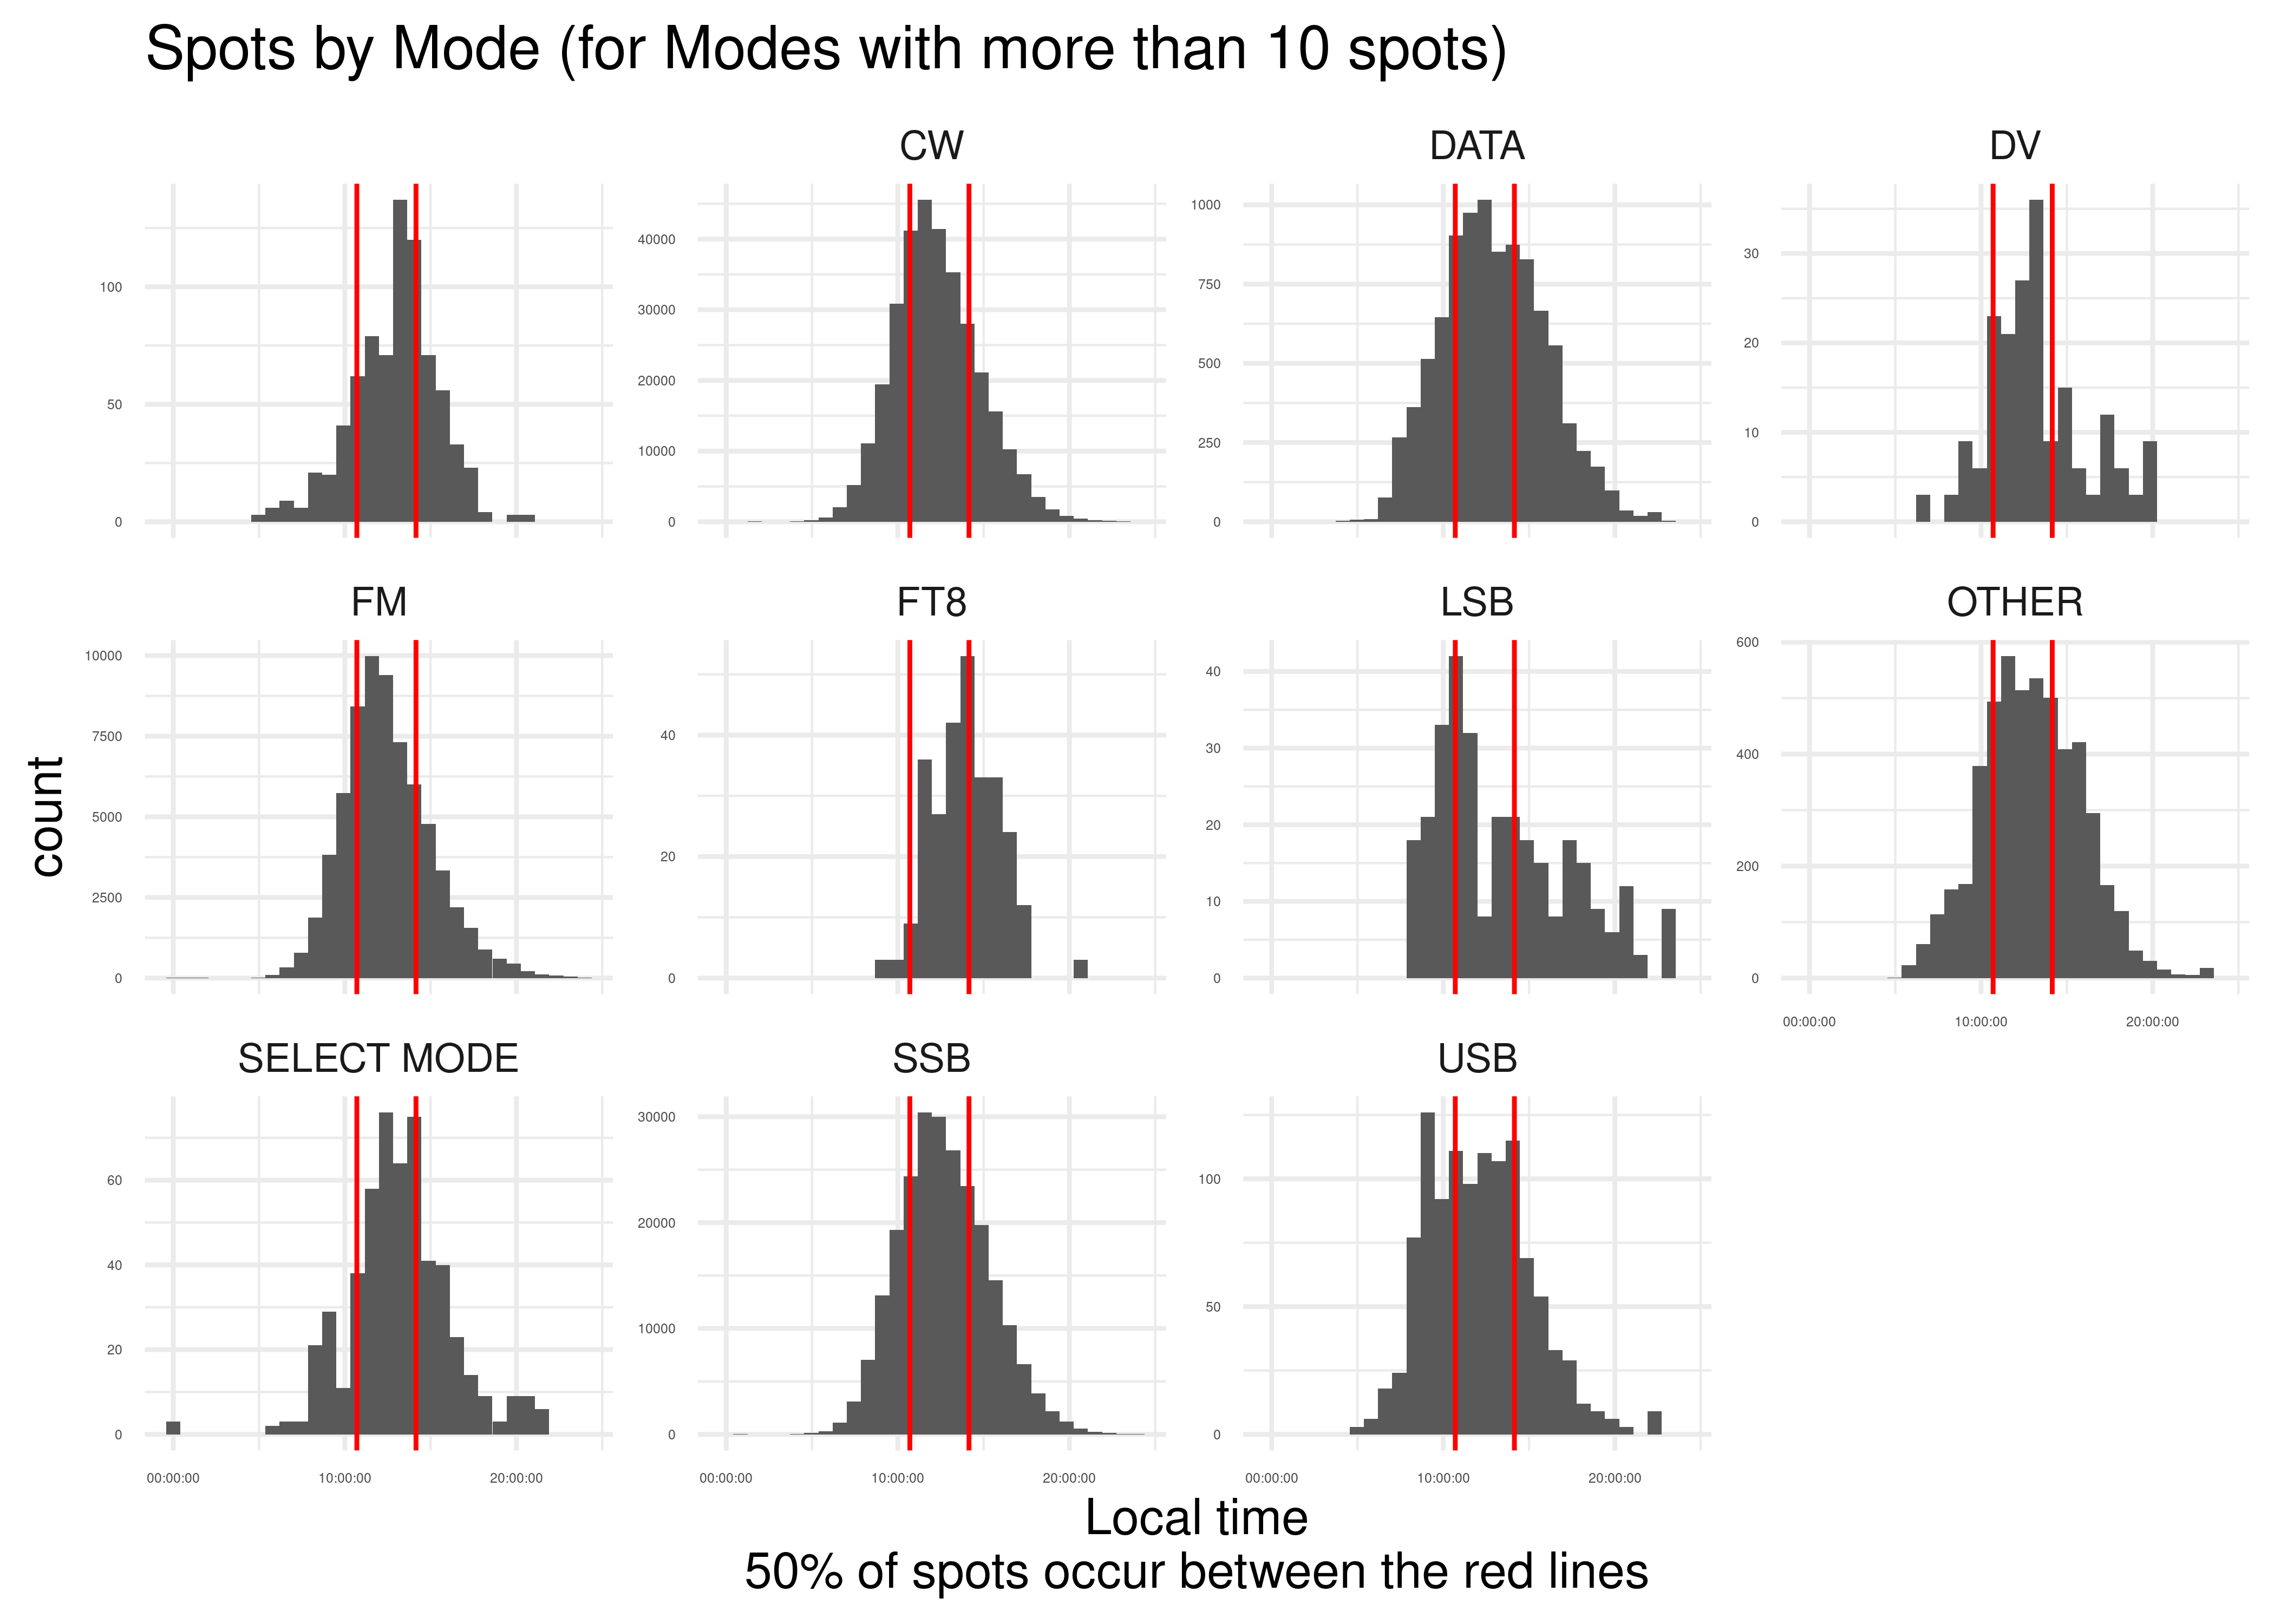 Spots by Mode (for Modes with more than 10 spots)
CW
DATA
DV
100
50
0
40000
30000
20000
10000
0
1000
750
500
250
0
30
20
10
0
FM
FT8
LSB
OTHER
10000
7500
5000
2500
0
40
20
0
40
30
20
10
0
600
400
200
0
00:00:00 10:00:00 20:00:00
count
SELECT MODE
SSB
USB
60
40
20
0
30000
20000
10000
0
100
50
0
00:00:00 10:00:00 20:00:00
00:00:00 10:00:00 20:00:00
00:00:00 10:00:00 20:00:00
Local time
50% of spots occur between the red lines